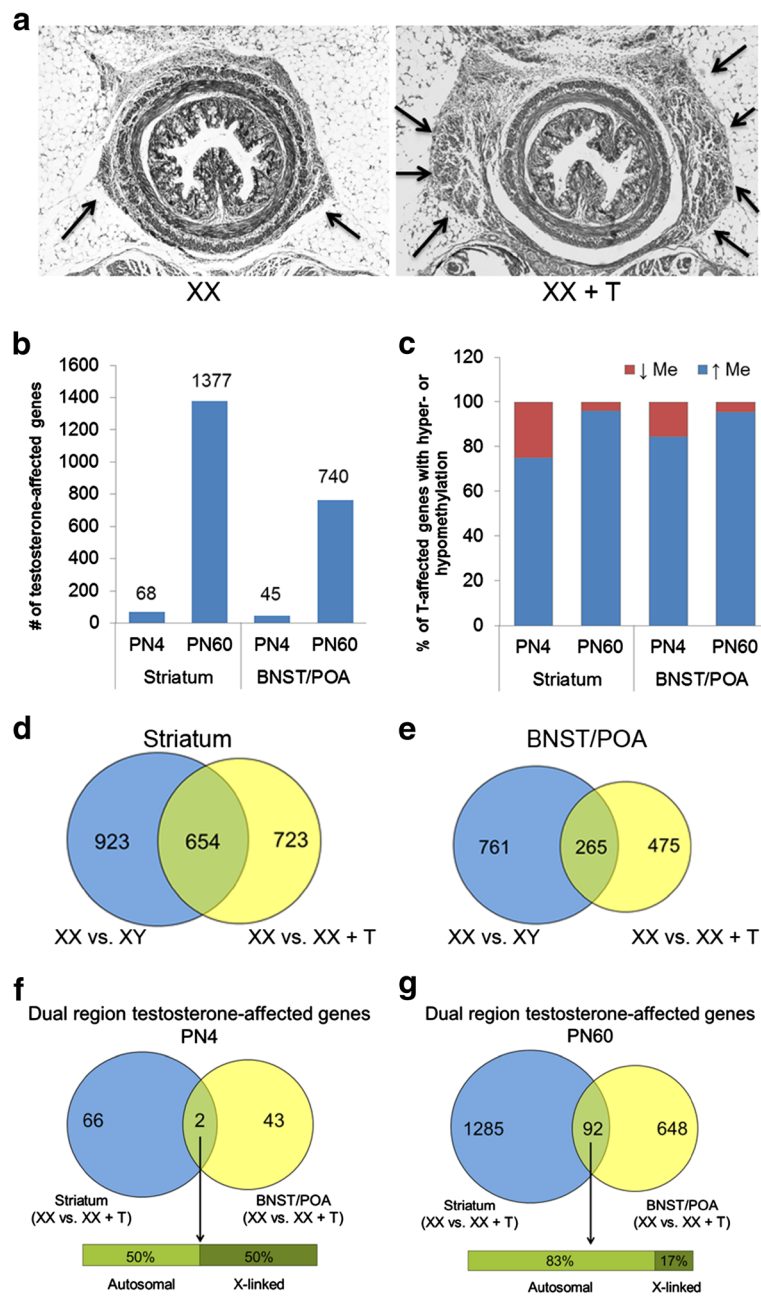 a
XX
XX + T
b
# of testosterone-affected genes
1600
1400
1200
1000
800
600
400
200
0
68
1377
45
740
PN4
PN60
PN4
PN60
Striatum
BNST/POA
c
% of T-affected genes with hyper- or
hypomethylation
120
100
80
60
40
20
0
↓ Me
↑ Me
PN4
PN60
PN4
PN60
Striatum
BNST/POA
d
Striatum
923
654
723
XX vs. XY
XX vs. XX + T
e
BNST/POA
761
265
475
XX vs. XY
XX vs. XX + T
f
Dual region testosterone-affected genes
PN4
66
2
43
Striatum
(XX vs. XX + T)
BNST/POA
(XX vs. XX + T)
50%
50%
Autosomal
X-linked
g
Dual region testosterone-affected genes
PN60
1285
92
648
Striatum
(XX vs. XX + T)
BNST/POA
(XX vs. XX + T)
83%
17%
Autosomal
X-linked